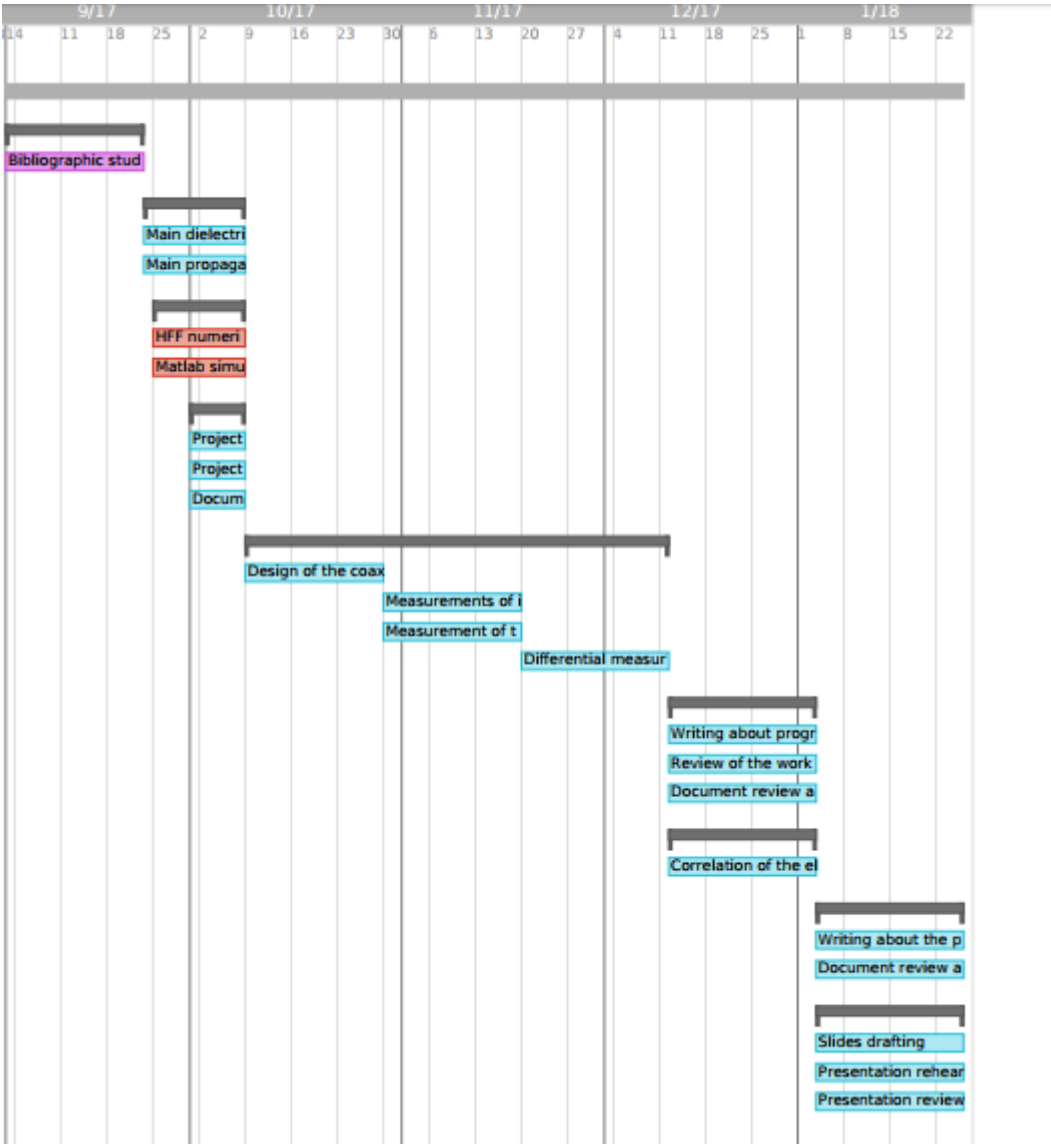 9/17 10/17 11/17 12/17 1/18
4 11 18 25 2 9 16 23 30 6 13 20 27 4 11 18 25 1 8 15 22
Bibliographic stud
Main dielectri
Main propaga
HFF numeri
Matlab simu
Project
Project
Docum
Design of the coax
Measurements of i
Measurement of t
Differential measur
Writing about progr
Review of the work
Document review a
Correlation of the el
Writing about the p
Document review a
Slides drafting
Presentation rehear
Presentation review